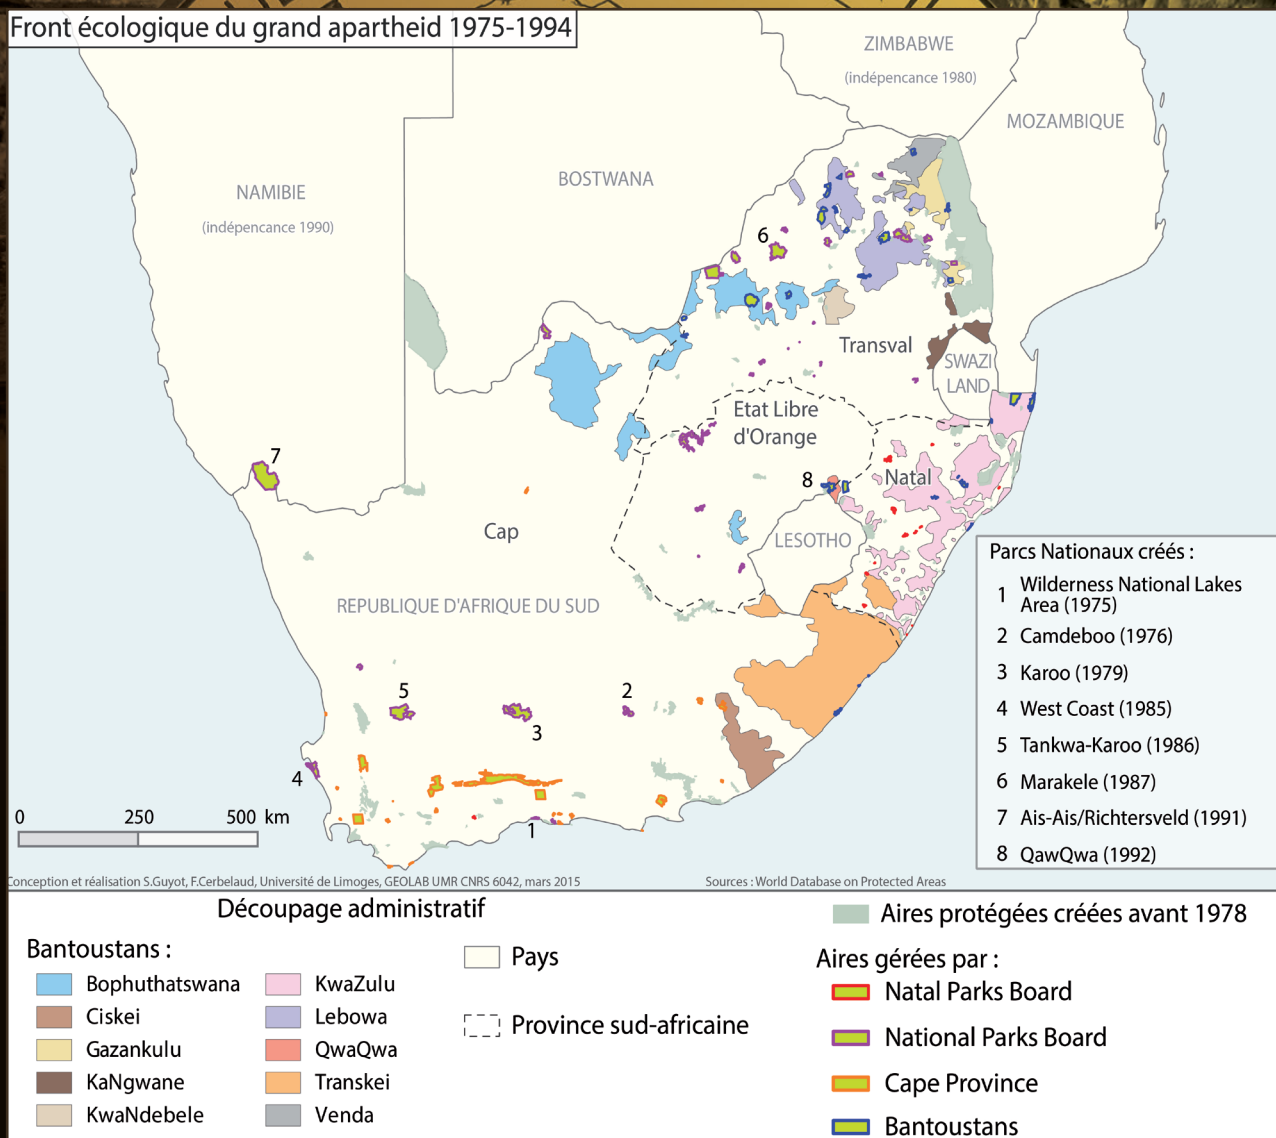 Front écologique du grand apartheid 1975-1994
ZIMBABWE
(indépencance 1980)
MOZAMBIQUE
BOSTWANA
NAMIBIE
(indépencance 1990)
6
Transval
SWAZI
LAND
Etat Libre
d'Orange
7
8
Natal
Cap
LESOTHO
REPUBLIQUE D'AFRIQUE DU SUD
5
2
3
4
1
0 250 500 km
Parcs Nationaux créés :
1 Wilderness National Lakes
Area (1975)
2 Camdeboo (1976)
3 Karoo (1979)
4 West Coast (1985)
5 Tankwa-Karoo (1986)
6 Marakele (1987)
7 Ais-Ais/Richtersveld (1991)
8 QawQwa (1992)
Conception et réalisation S.Guyot, F.Cerbelaud, Université de Limoges, GEOLAB UMR CNRS 6042, mars 2015
Sources : World Database on Protected Areas
Découpage administratif
Bantoustans :
Bophuthatswana
Ciskei
Gazankulu
KaNgwane
KwaNdebele
KwaZulu
Lebowa
QwaQwa
Transkei
Venda
Pays
Province sud-africaine
Aires protégées créées avant 1978
Aires gérées par :
Natal Parks Board
National Parks Board
Cape Province
Bantoustans